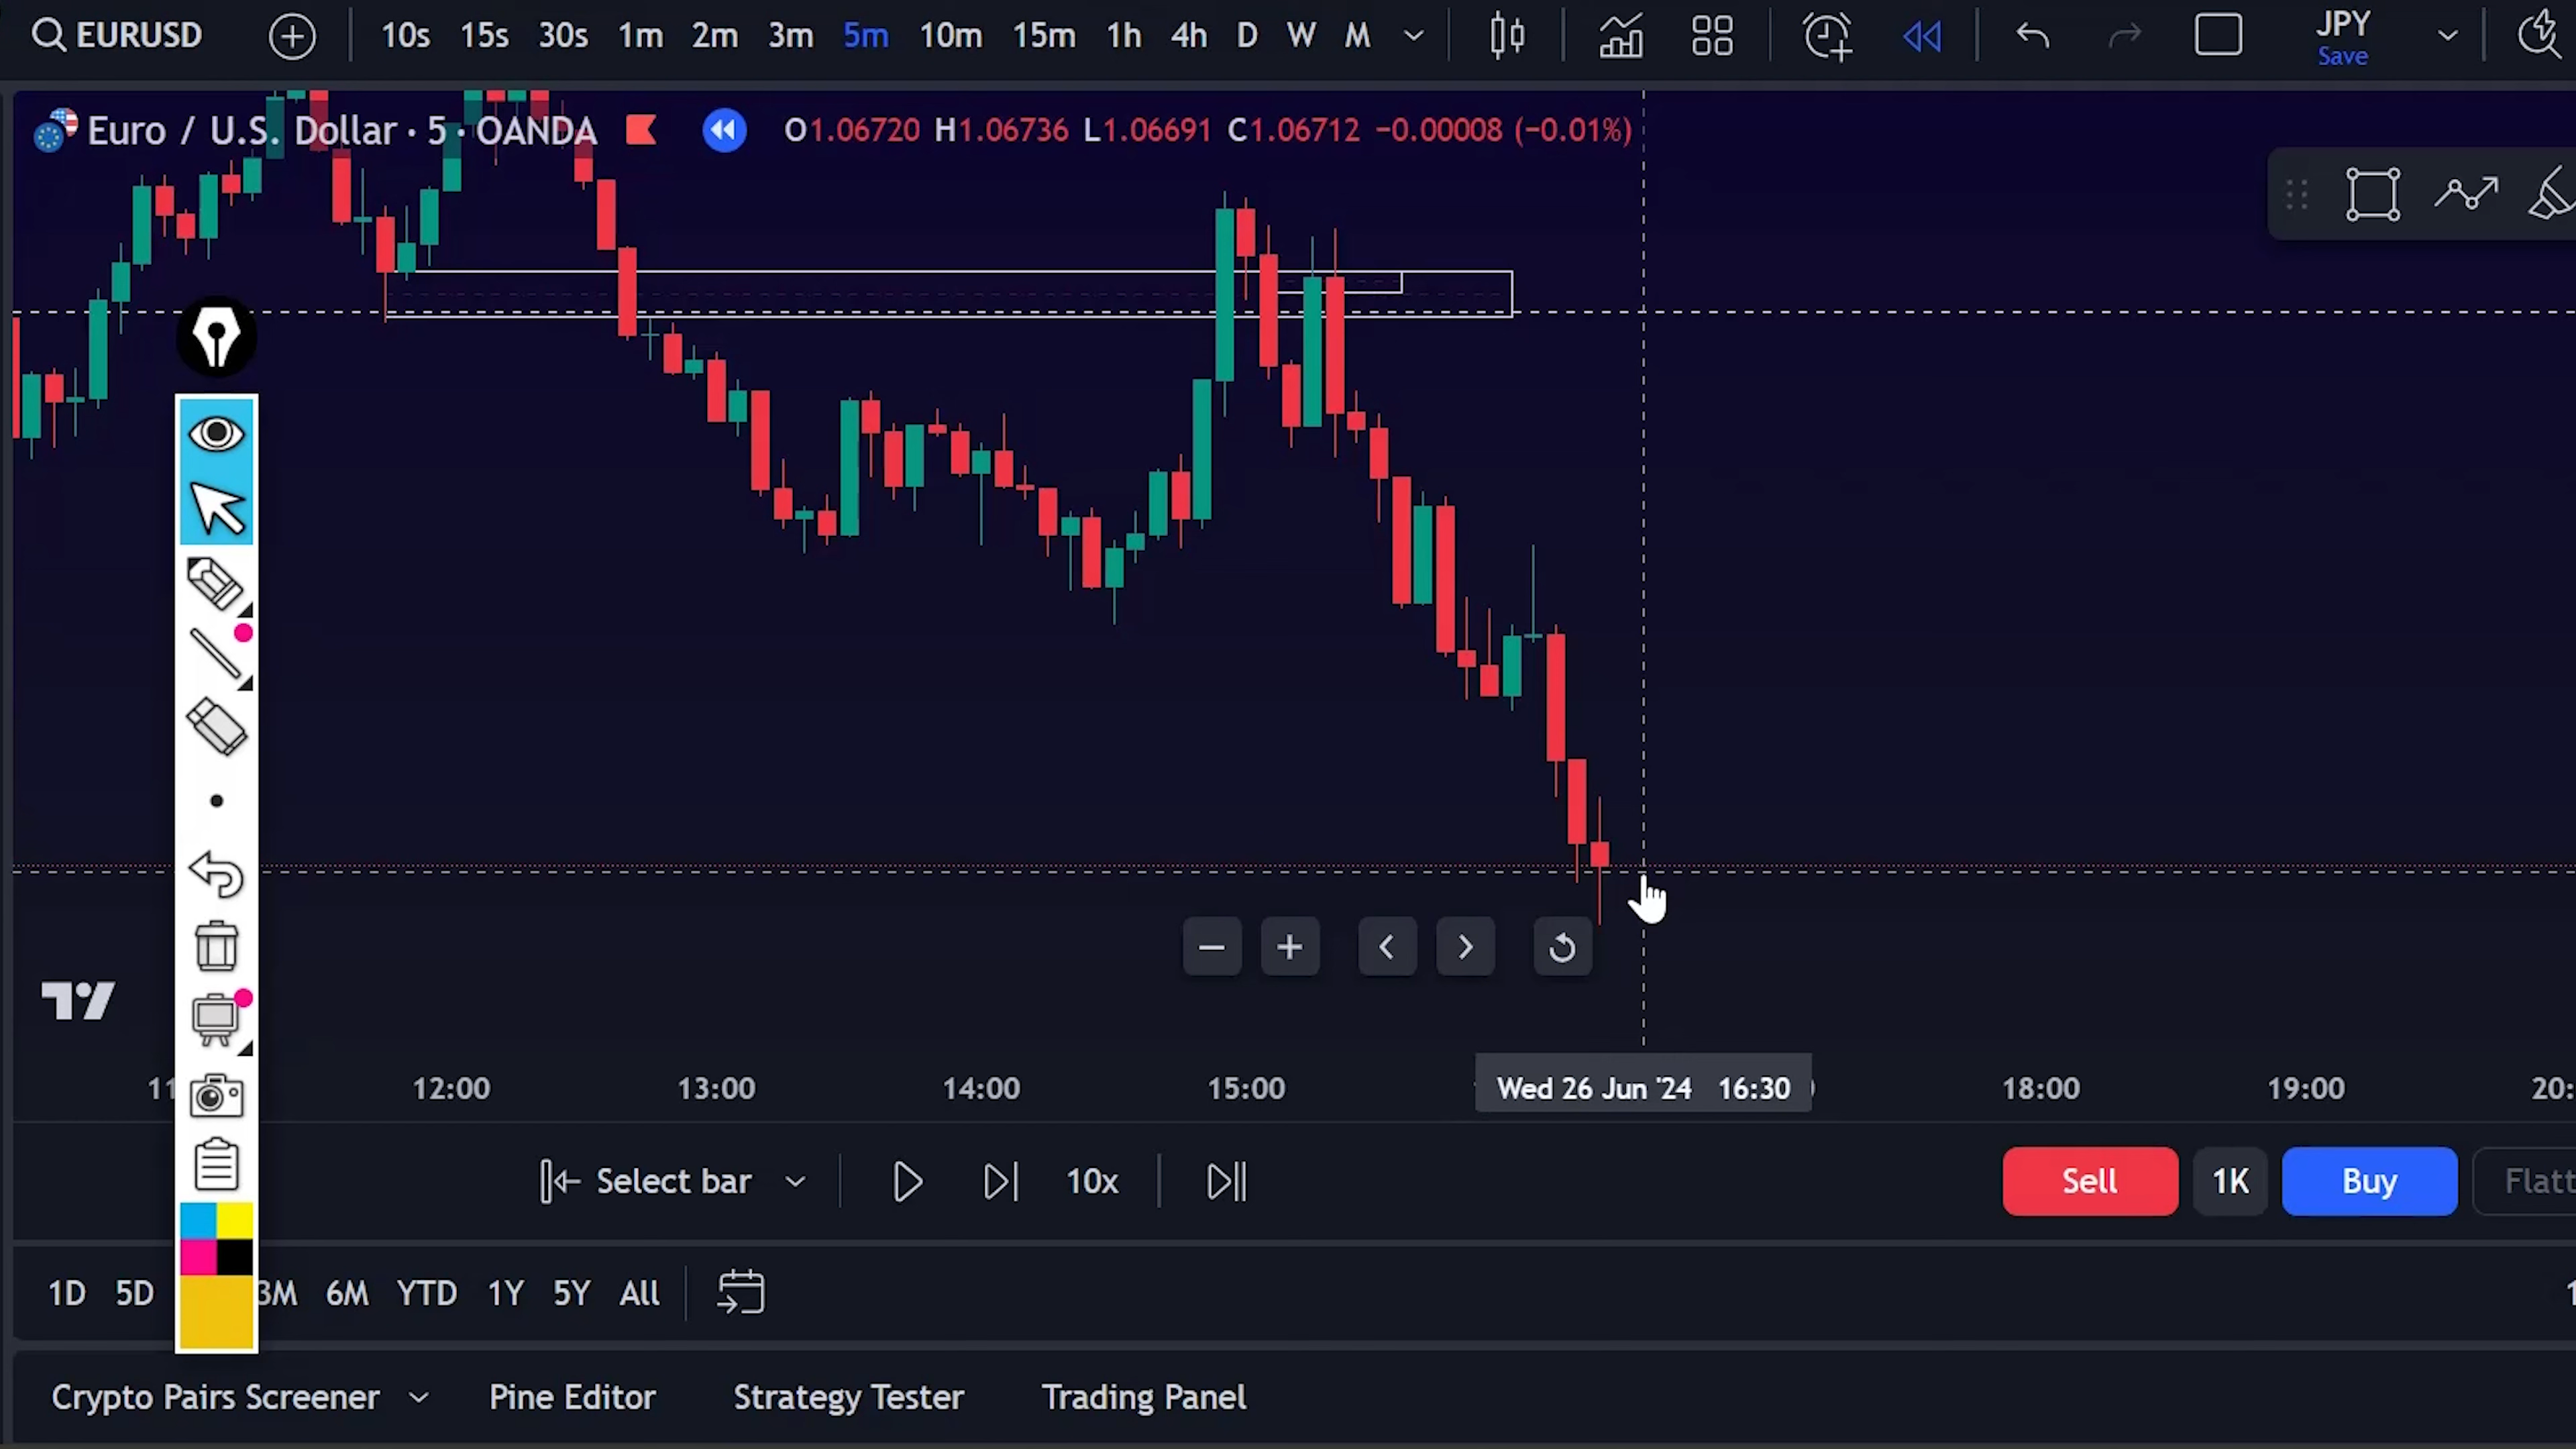 EURUSD 10s 15s 30s 1m 2m 3m 5m 10m 15m 1h 4h D W M JPY
Save
Euro / U.S. Dollar · 5 · OANDA O1.06720 H1.06736 L1.06691 C1.06712 −0.00008 (−0.01%)
12:00 13:00 14:00 15:00 Wed 26 Jun '24 16:30 18:00 19:00
Select bar 10x Sell 1K Buy
1D 5D 3M 6M YTD 1Y 5Y All
Crypto Pairs Screener Pine Editor Strategy Tester Trading Panel